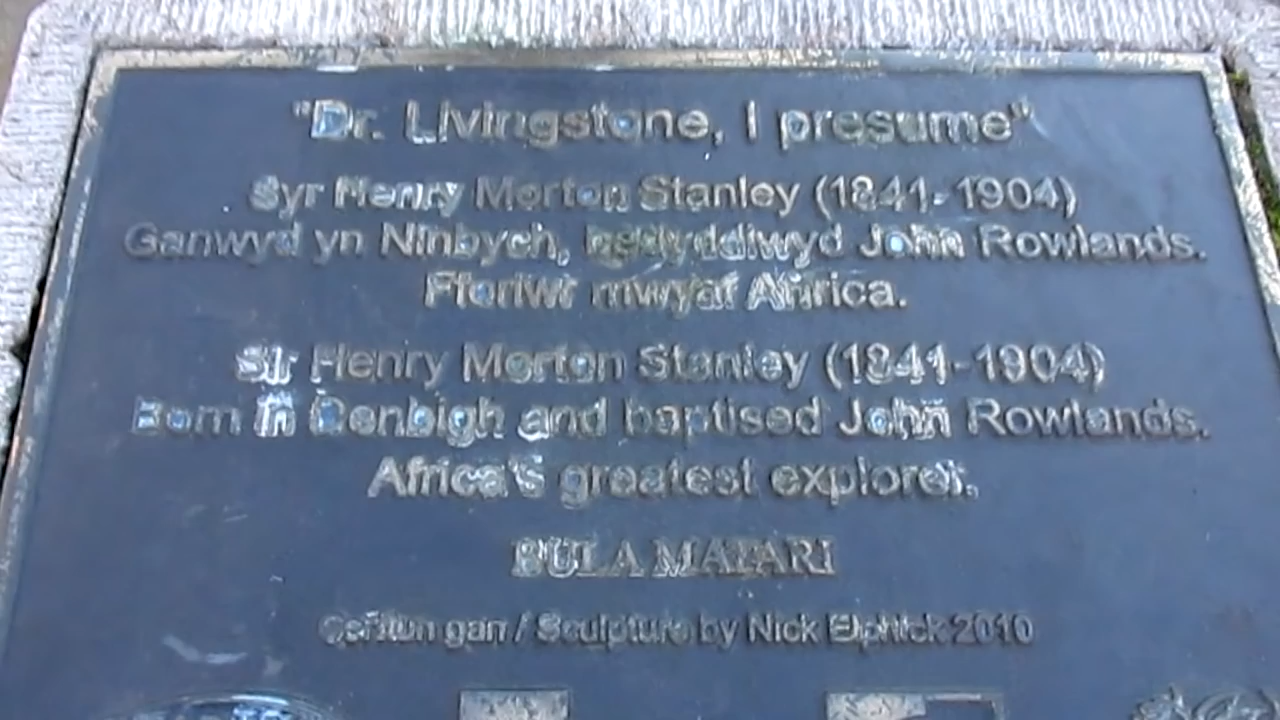 "Dr. Livingstone, I presume"
Syr Henry Morton Stanley (1841-1904)
Ganwyd yn Ninbych, bedyddiwyd John Rowlands.
Fforiwr mwyaf Affrica.
Sir Henry Morton Stanley (1841-1904)
Born in Denbigh and baptised John Rowlands.
Africa's greatest explorer.
BULA MATARI
Cerflun gan / Sculpture by Nick Elphick 2010